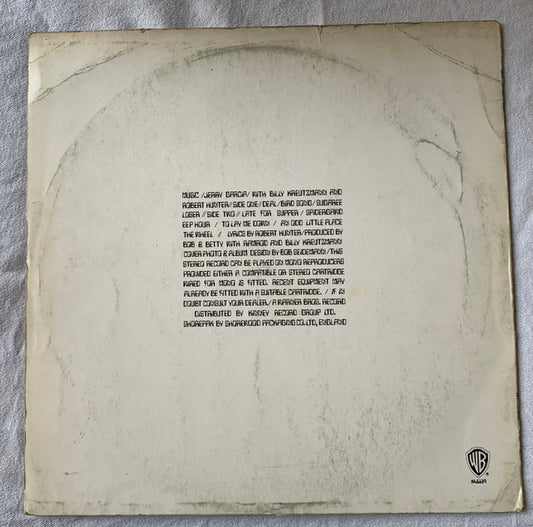 MUSIC /JERRY GARCIA/ WITH BILLY KREUTZMANN AND
ROBERT HUNTER/SIDE ONE/DEAL/BIRD SONG/SUGAREE
LOSER//SIDE TWO//LATE FOR SUPPER/SPIDERGAWD
EEP HOUR / TO LAY ME DOWN / AN ODD LITTLE PLACE
THE WHEEL // LYRICS BY ROBERT HUNTER/PRODUCED BY
BOB & BETTY WITH RAMROD AND BILLY KREUTZMANN
COVER PHOTO & ALBUM DESIGN BY BOB SEIDEMANN/THIS
STEREO RECORD CAN BE PLAYED ON MONO REPRODUCERS
PROVIDED EITHER A COMPATIBLE OR STEREO CARTRIDGE
WIRED FOR MONO IS FITTED. RECENT EQUIPMENT MAY
ALREADY BE FITTED WITH A SUITABLE CARTRIDGE. / IF IN
DOUBT CONSULT YOUR DEALER/A WARNER BROS. RECORD
DISTRIBUTED BY KINNEY RECORD GROUP LTD.
SHOREPAK BY SHOREWOOD PACKAGING CO.LTD, ENGLAND
WB